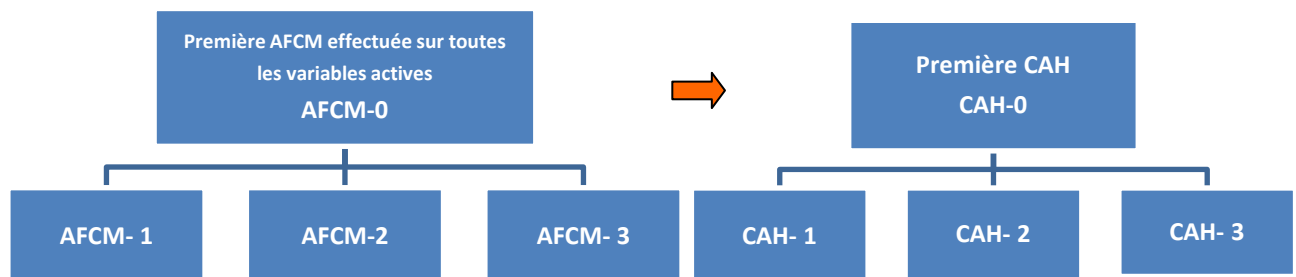 Première AFCM effectuée sur toutes
les variables actives
AFCM-0
Première CAH
CAH-0
AFCM- 1
AFCM-2
AFCM- 3
CAH- 1
CAH- 2
CAH- 3